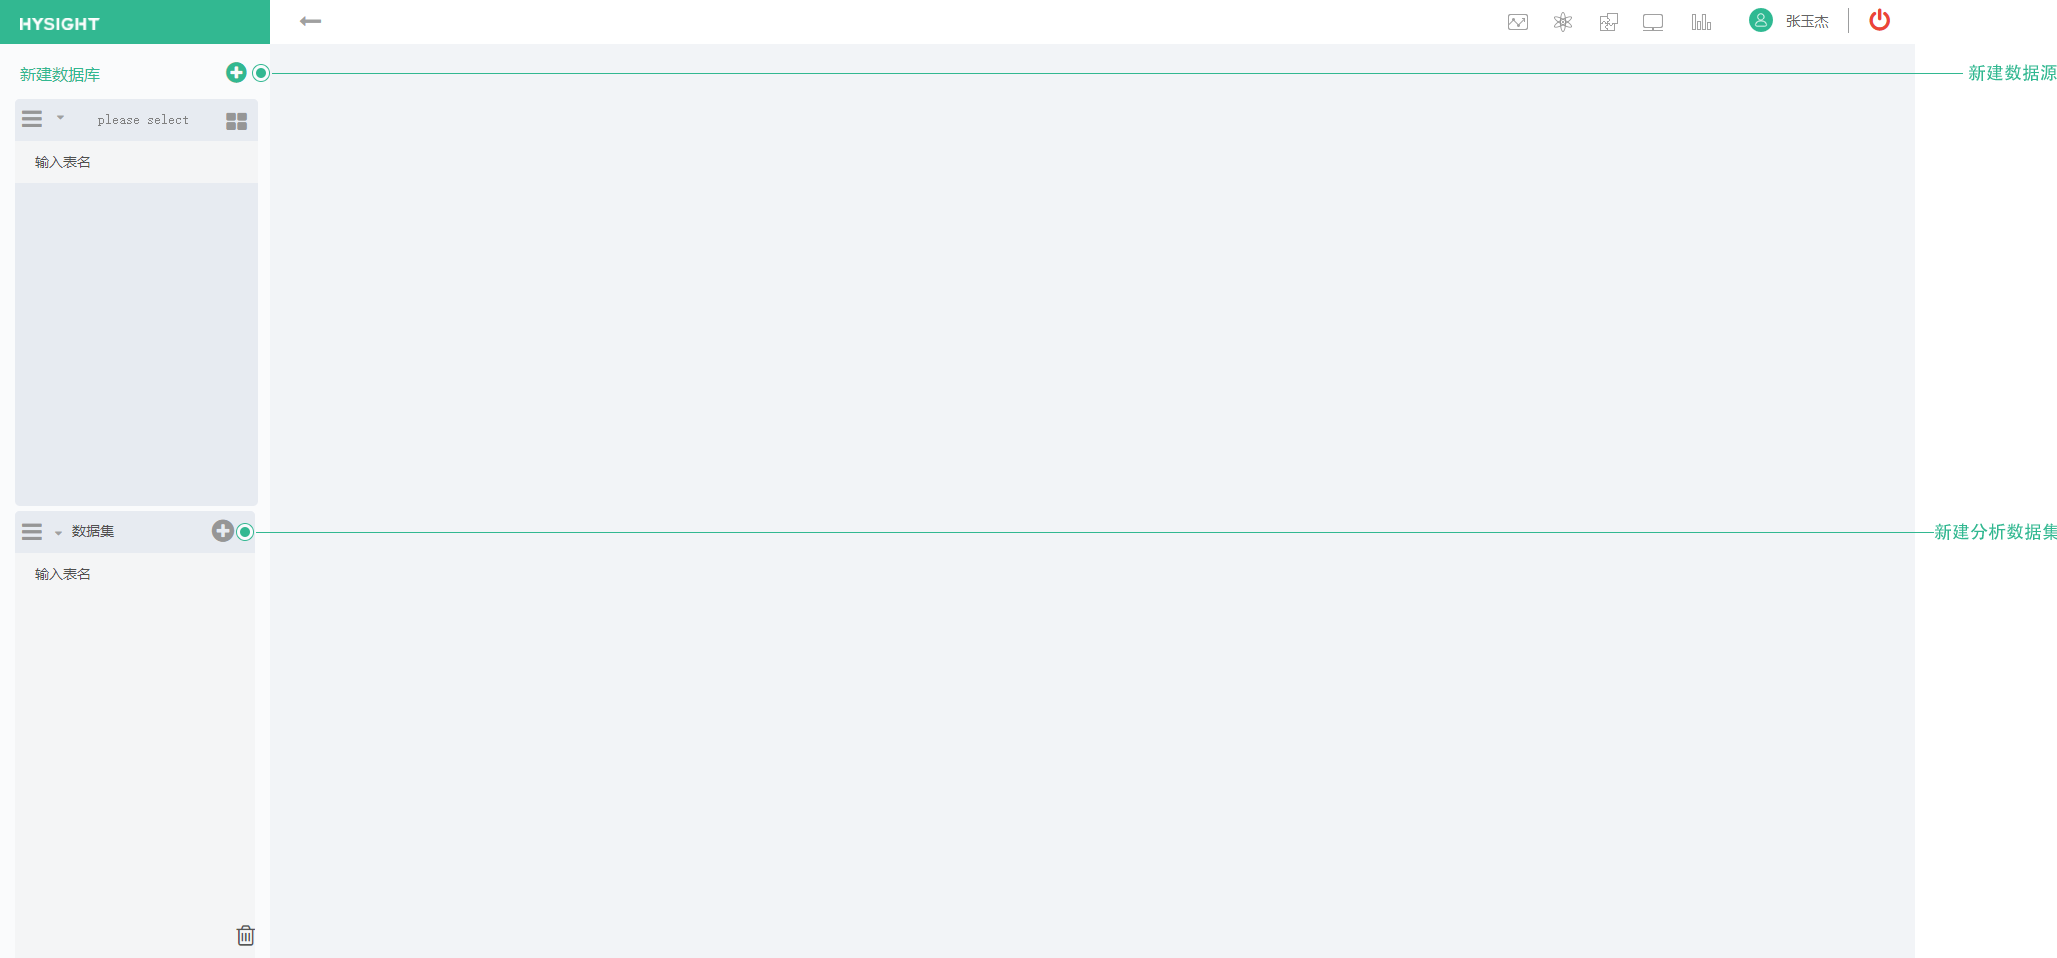 HYSIGHT
张玉杰
新建数据库
新建数据源
please select
输入表名
数据集
新建分析数据集
输入表名